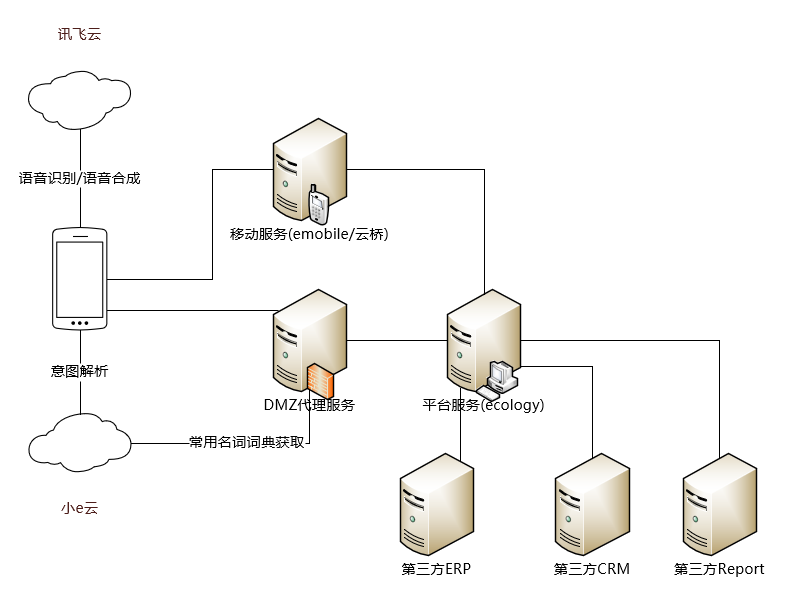 讯飞云
语音识别/语音合成
移动服务(emobile/云桥)
意图解析
DMZ代理服务
平台服务(ecology)
常用名词词典获取
小e云
第三方ERP
第三方CRM
第三方Report